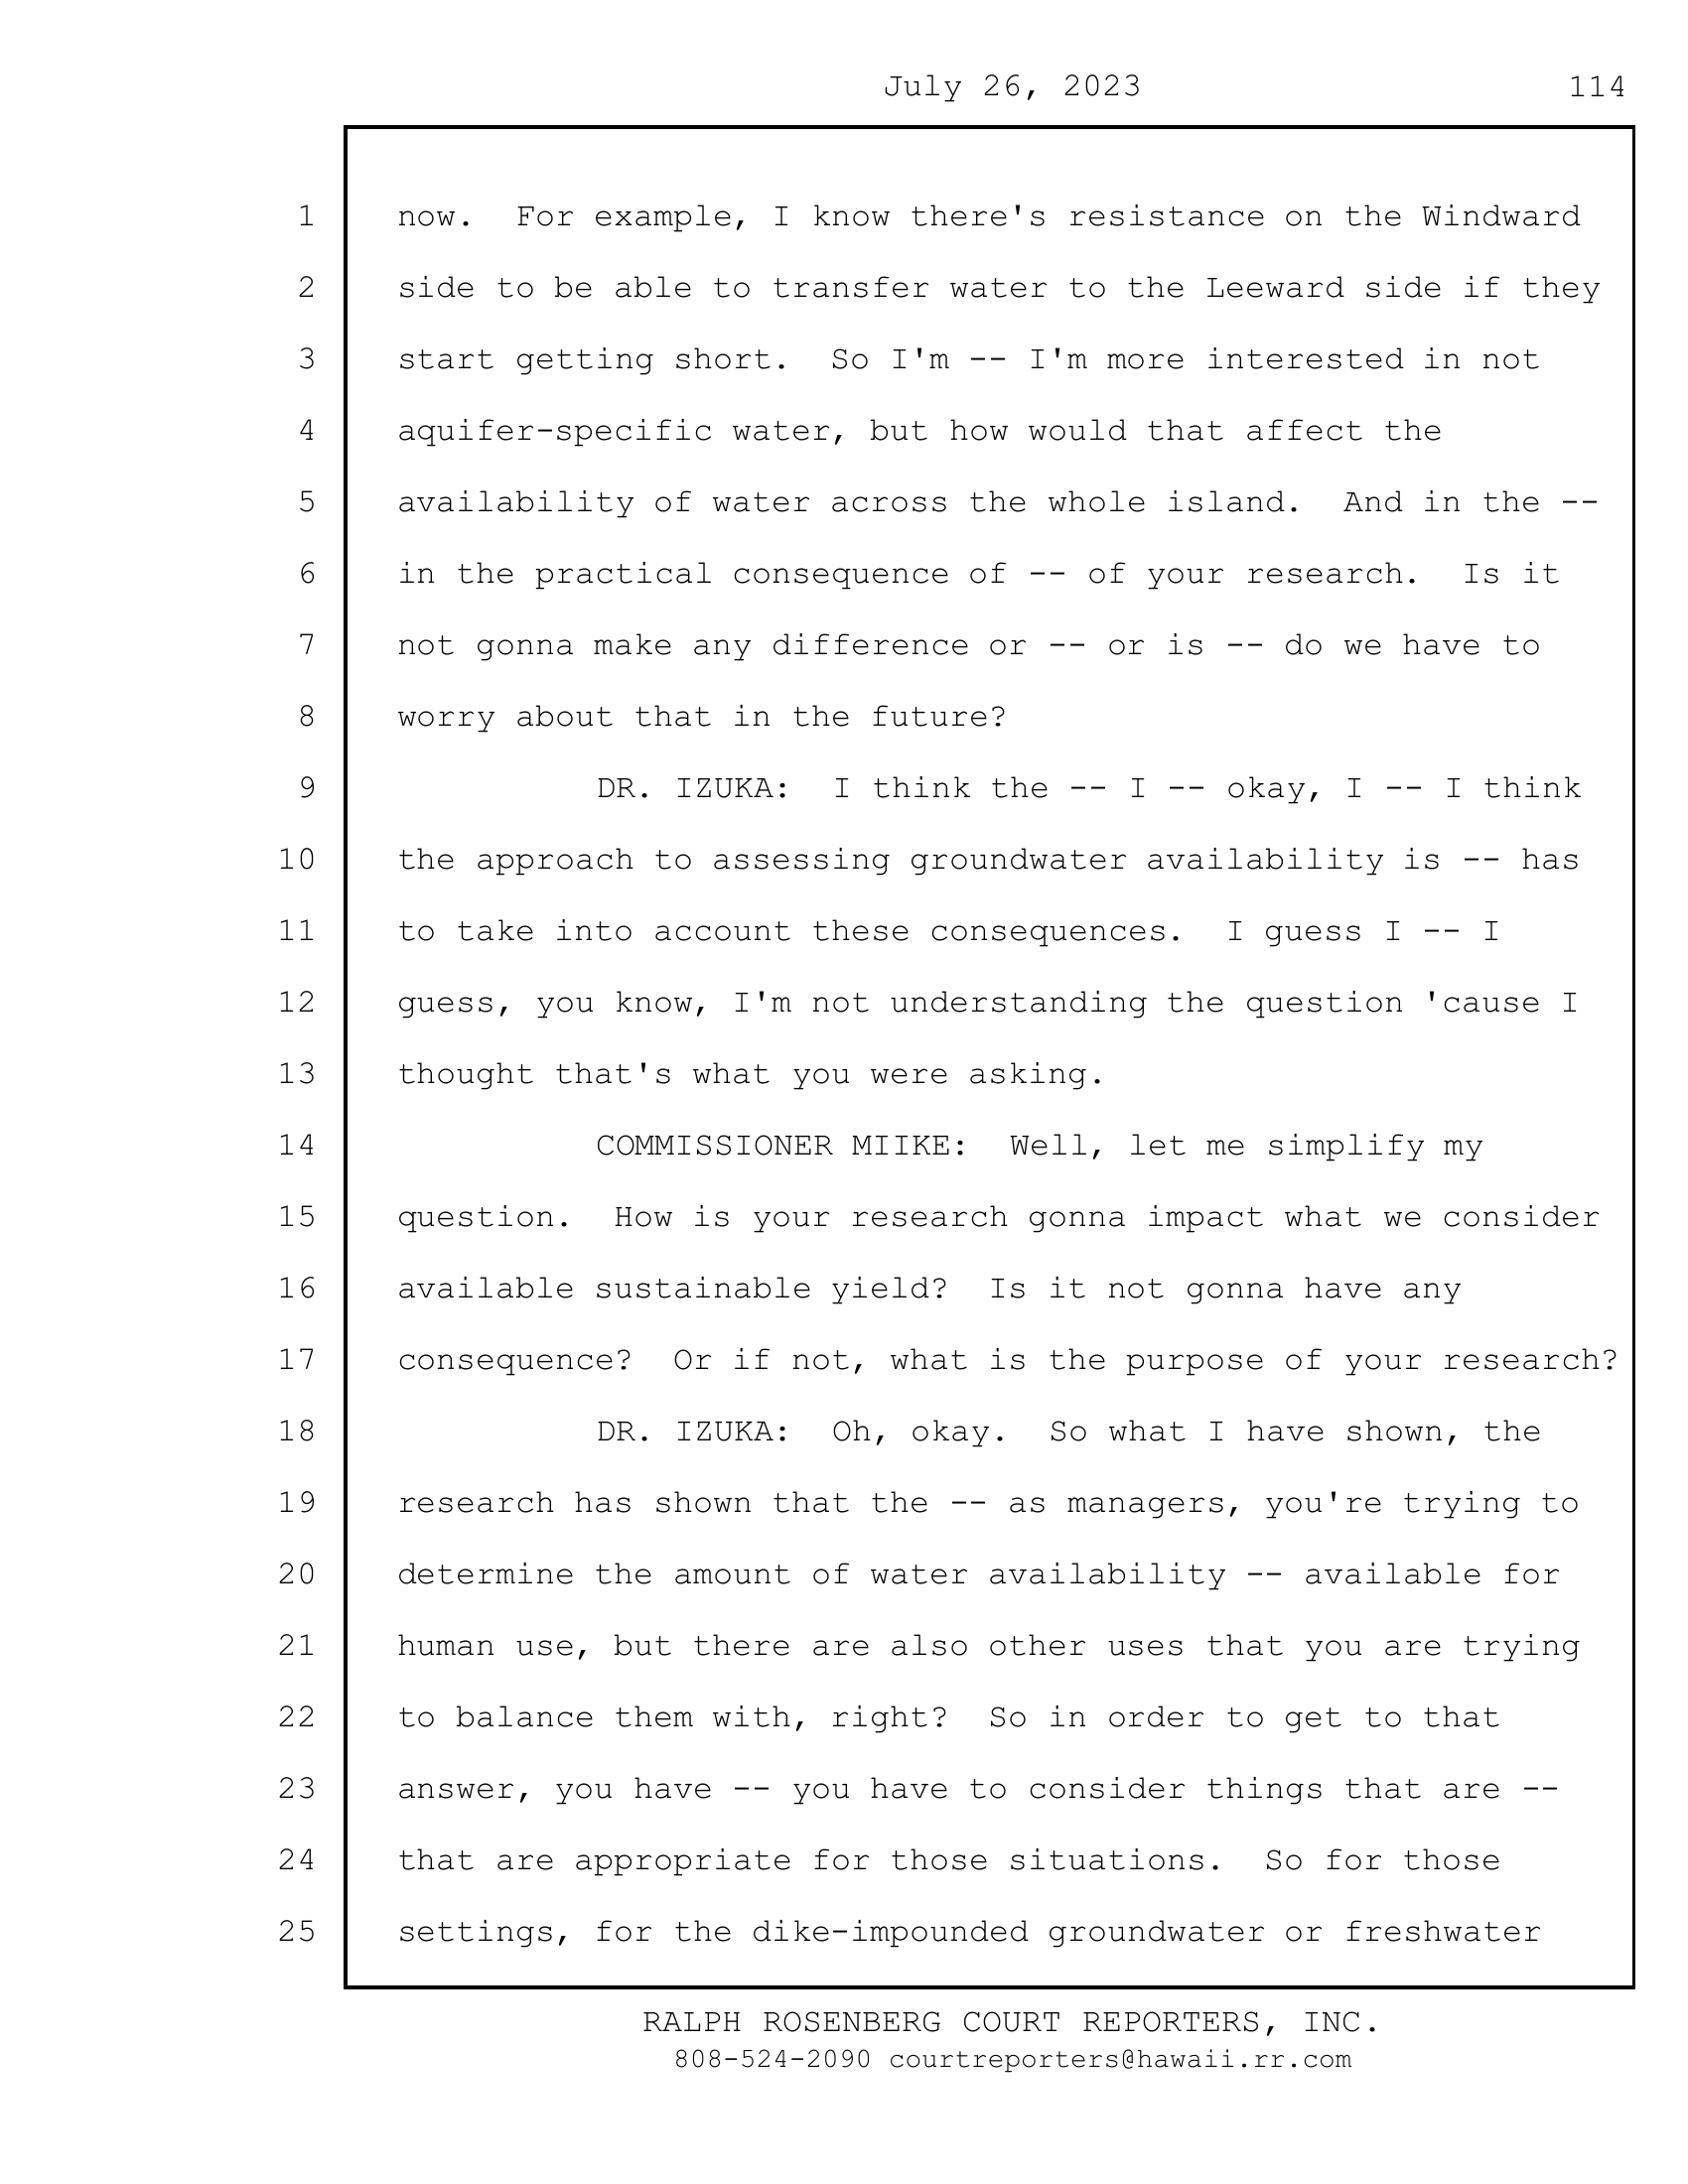 July 26, 2023 114
1 now.  For example, I know there's resistance on the Windward
2 side to be able to transfer water to the Leeward side if they
3 start getting short.  So I'm -- I'm more interested in not
4 aquifer-specific water, but how would that affect the
5 availability of water across the whole island.  And in the --
6 in the practical consequence of -- of your research.  Is it
7 not gonna make any difference or -- or is -- do we have to
8 worry about that in the future?
9 DR. IZUKA:  I think the -- I -- okay, I -- I think
10 the approach to assessing groundwater availability is -- has
11 to take into account these consequences.  I guess I -- I
12 guess, you know, I'm not understanding the question 'cause I
13 thought that's what you were asking.
14 COMMISSIONER MIIKE:  Well, let me simplify my
15 question.  How is your research gonna impact what we consider
16 available sustainable yield?  Is it not gonna have any
17 consequence?  Or if not, what is the purpose of your research?
18 DR. IZUKA:  Oh, okay.  So what I have shown, the
19 research has shown that the -- as managers, you're trying to
20 determine the amount of water availability -- available for
21 human use, but there are also other uses that you are trying
22 to balance them with, right?  So in order to get to that
23 answer, you have -- you have to consider things that are --
24 that are appropriate for those situations.  So for those
25 settings, for the dike-impounded groundwater or freshwater
RALPH ROSENBERG COURT REPORTERS, INC.
808-524-2090 courtreporters@hawaii.rr.com